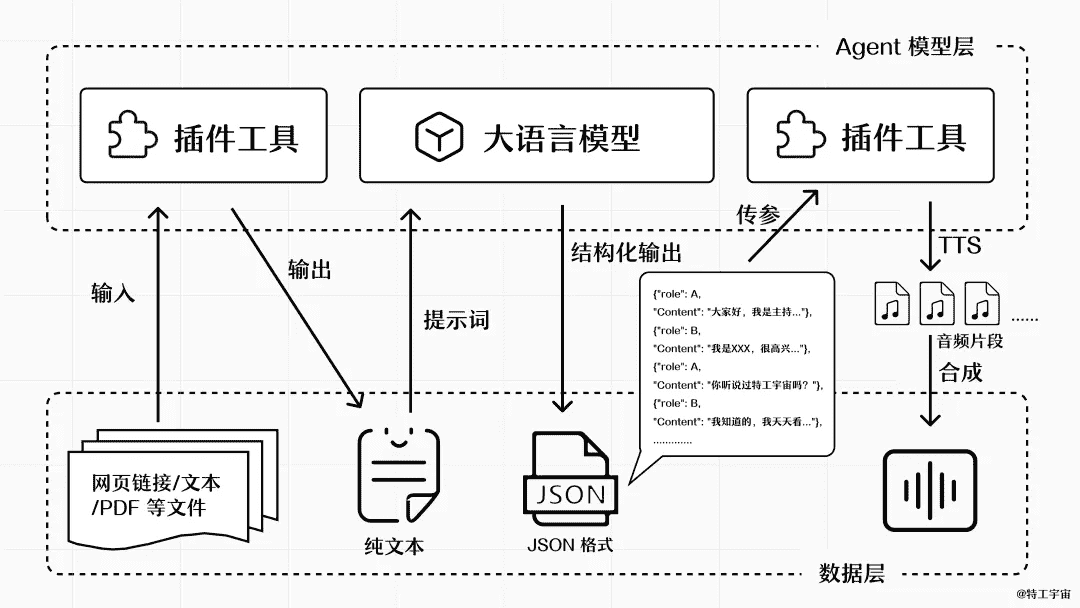 Agent 模型层
插件工具
大语言模型
插件工具
输入
输出
提示词
结构化输出
传参
TTS
{"role": A,
"Content": "大家好，我是主持..."},
{"role": B,
"Content": "我是XXX，很高兴..."},
{"role": A,
"Content": "你听说过特工宇宙吗？"},
{"role": B,
"Content": "我知道的，我天天看..."},
.............
......
音频片段
合成
网页链接/文本
/PDF 等文件
纯文本
JSON
JSON 格式
数据层
@特工宇宙